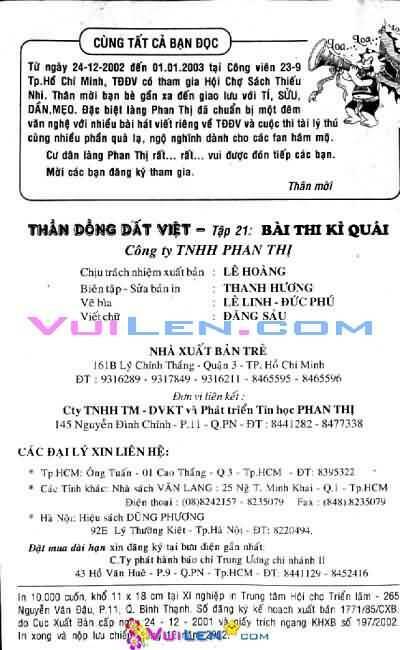 CÙNG TẤT CẢ BẠN ĐỌC
Loa...
Loa...
Từ ngày 24-12-2002 đến 01.01.2003 tại Công viên 23-9
Tp.Hồ Chí Minh, TĐĐV có tham gia Hội Chợ Sách Thiếu
Nhi. Thân mời bạn bè gần xa đến giao lưu với TÍ, SỬU,
DẦN, MẸO. Đặc biệt làng Phan Thị đã chuẩn bị một đêm
văn nghệ với nhiều bài hát viết riêng về TĐĐV và cuộc thi tài lý thú
cùng nhiều phần quà lạ, ngộ nghĩnh dành cho các fan hâm mộ.
Cư dân làng Phan Thị rất... rất... vui được đón tiếp các bạn.
Mời các bạn đăng ký tham gia.
Thân mời
THẦN ĐỒNG ĐẤT VIỆT - Tập 21: BÀI THI KÌ QUÁI
Công ty TNHH PHAN THỊ
Chịu trách nhiệm xuất bản : LÊ HOÀNG
Biên tập - Sửa bản in : THANH HƯƠNG
Vẽ bìa : LÊ LINH - ĐỨC PHÚ
Viết chữ : ĐĂNG SÁU
VUILEN.COM
NHÀ XUẤT BẢN TRẺ
161B Lý Chính Thắng - Quận 3 - TP. Hồ Chí Minh
ĐT : 9316289 - 9317849 - 9316211 - 8465595 - 8465596
Đơn vị liên kết :
Cty TNHH TM - DVKT và Phát triển Tin học PHAN THỊ
145 Nguyễn Đình Chính - P.11 - Q.PN - ĐT : 8441282 - 8477338
CÁC ĐẠI LÝ XIN LIÊN HỆ:
* Tp.HCM: Ông Tuấn - 01 Cao Thắng - Q 3 - Tp.HCM - ĐT: 8395322
* Các Tỉnh khác: Nhà sách VĂN LANG : 25 Ng T. Minh Khai - Q.1 - Tp.HCM
Điện thoại : (08)8242157 - 8235079 Fax : (848).8235079
* Hà Nội: Hiệu sách DŨNG PHƯƠNG
92E Lý Thường Kiệt - Tp.Hà Nội - ĐT: 8220494.
Đặt mua dài hạn xin đăng ký tại bưu điện gần nhất:
C.Ty phát hành báo chí Trung Ương chi nhánh II
43 Hồ Văn Huê - P.9 - Q.PN - Tp.HCM - ĐT: 8441129 - 8452416
In 10.000 cuốn, khổ 11 x 18 cm tại Xí nghiệp in Trung tâm Hội chợ Triển lãm - 265
Nguyễn Văn Đậu, P.11, Q. Bình Thạnh. Số đăng ký kế hoạch xuất bản 1771/85/CXB.
do Cục Xuất Bản cấp ngày 24 - 12 - 2001 và giấy trích ngang KHXB số 197/2002.
In xong và nộp lưu chiểu 2002.
VUILEN.COM